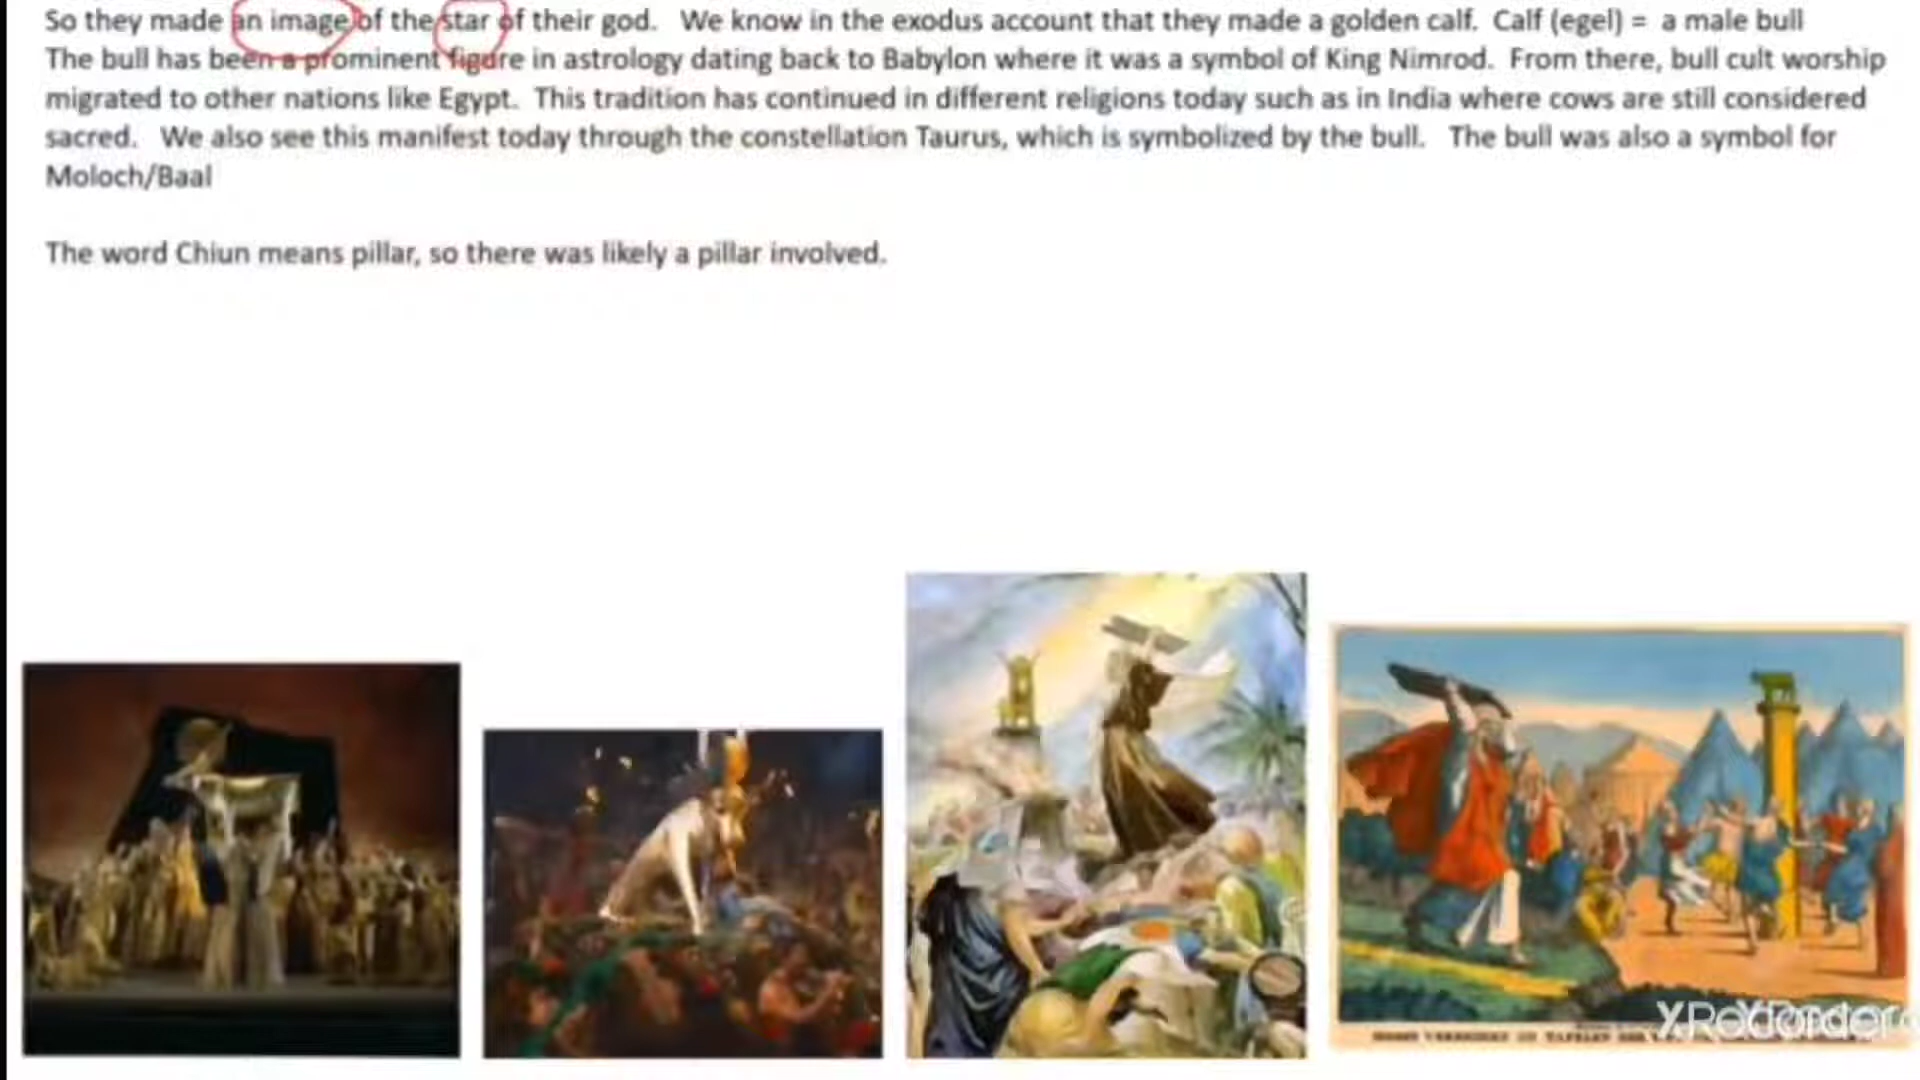 So they made an image of the star of their god. We know in the exodus account that they made a golden calf. Calf (egel) = a male bull
The bull has been a prominent figure in astrology dating back to Babylon where it was a symbol of King Nimrod. From there, bull cult worship
migrated to other nations like Egypt. This tradition has continued in different religions today such as in India where cows are still considered
sacred. We also see this manifest today through the constellation Taurus, which is symbolized by the bull. The bull was also a symbol for
Moloch/Baal
The word Chiun means pillar, so there was likely a pillar involved.